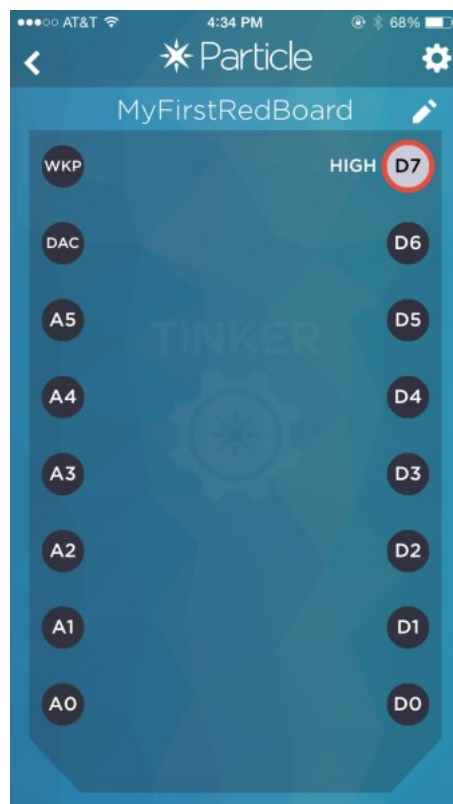 AT&T 4:34 PM 68%
Particle
MyFirstRedBoard
WKP HIGH D7
DAC D6
A5 D5
TINKER
A4 D4
A3 D3
A2 D2
A1 D1
A0 D0